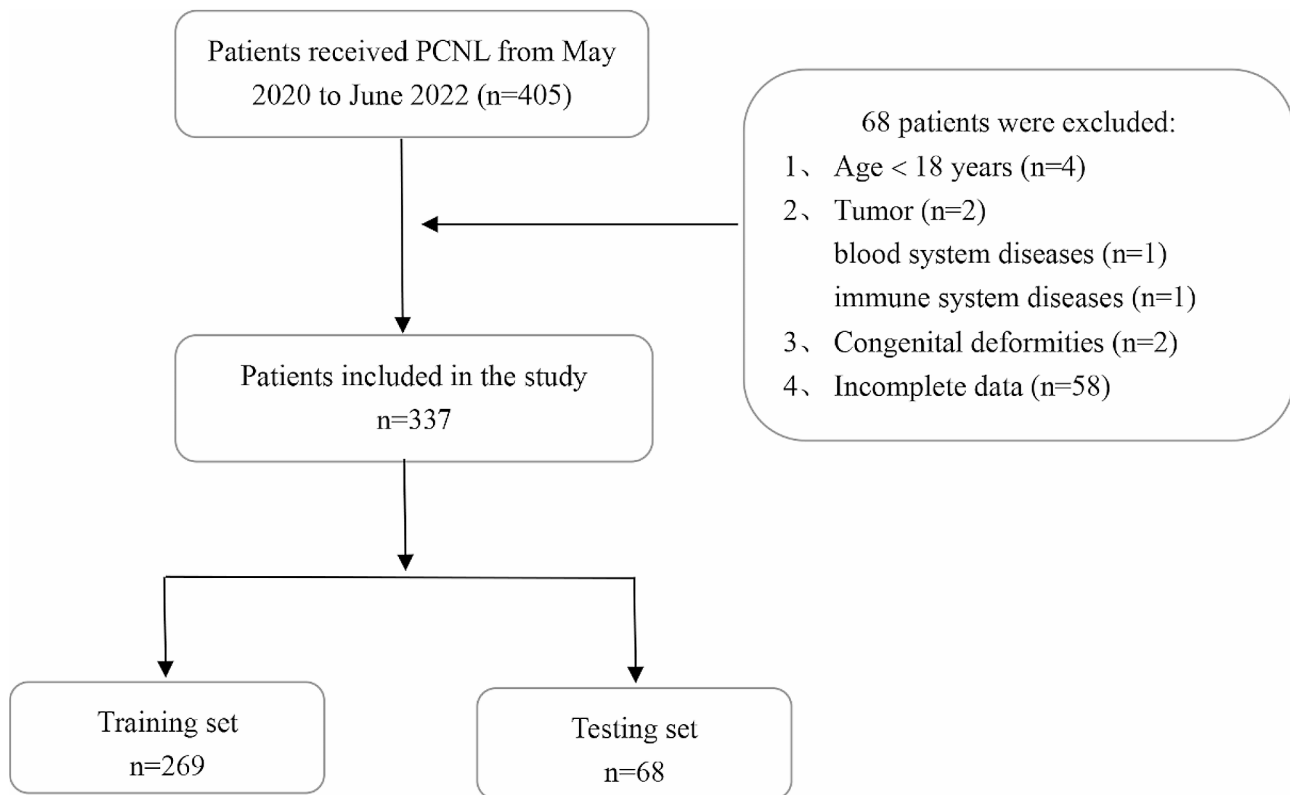 Patients received PCNL from May
2020 to June 2022 (n=405)
68 patients were excluded:
1、 Age < 18 years (n=4)
2、 Tumor (n=2)
blood system diseases (n=1)
immune system diseases (n=1)
3、 Congenital deformities (n=2)
4、 Incomplete data (n=58)
Patients included in the study
n=337
Training set
n=269
Testing set
n=68